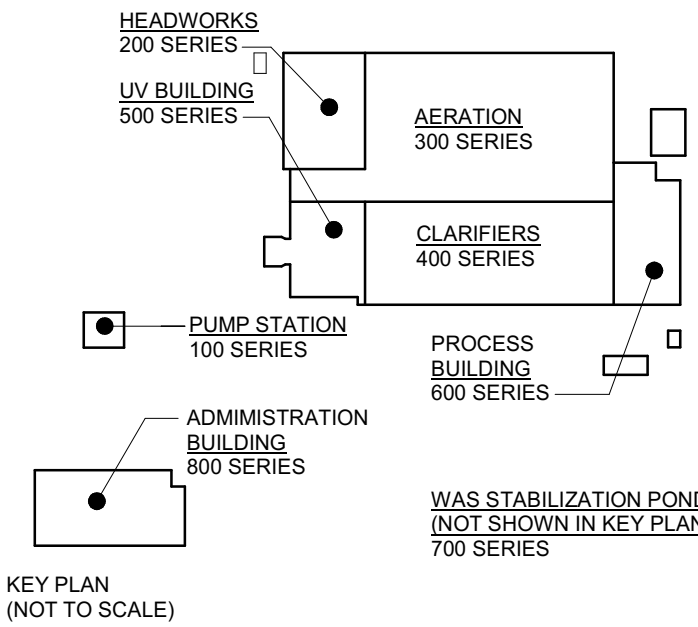 HEADWORKS
200 SERIES
UV BUILDING
500 SERIES
AERATION
300 SERIES
CLARIFIERS
400 SERIES
PUMP STATION
100 SERIES
PROCESS
BUILDING
600 SERIES
ADMIMISTRATION
BUILDING
800 SERIES
WAS STABILIZATION POND
(NOT SHOWN IN KEY PLAN
700 SERIES
KEY PLAN
(NOT TO SCALE)